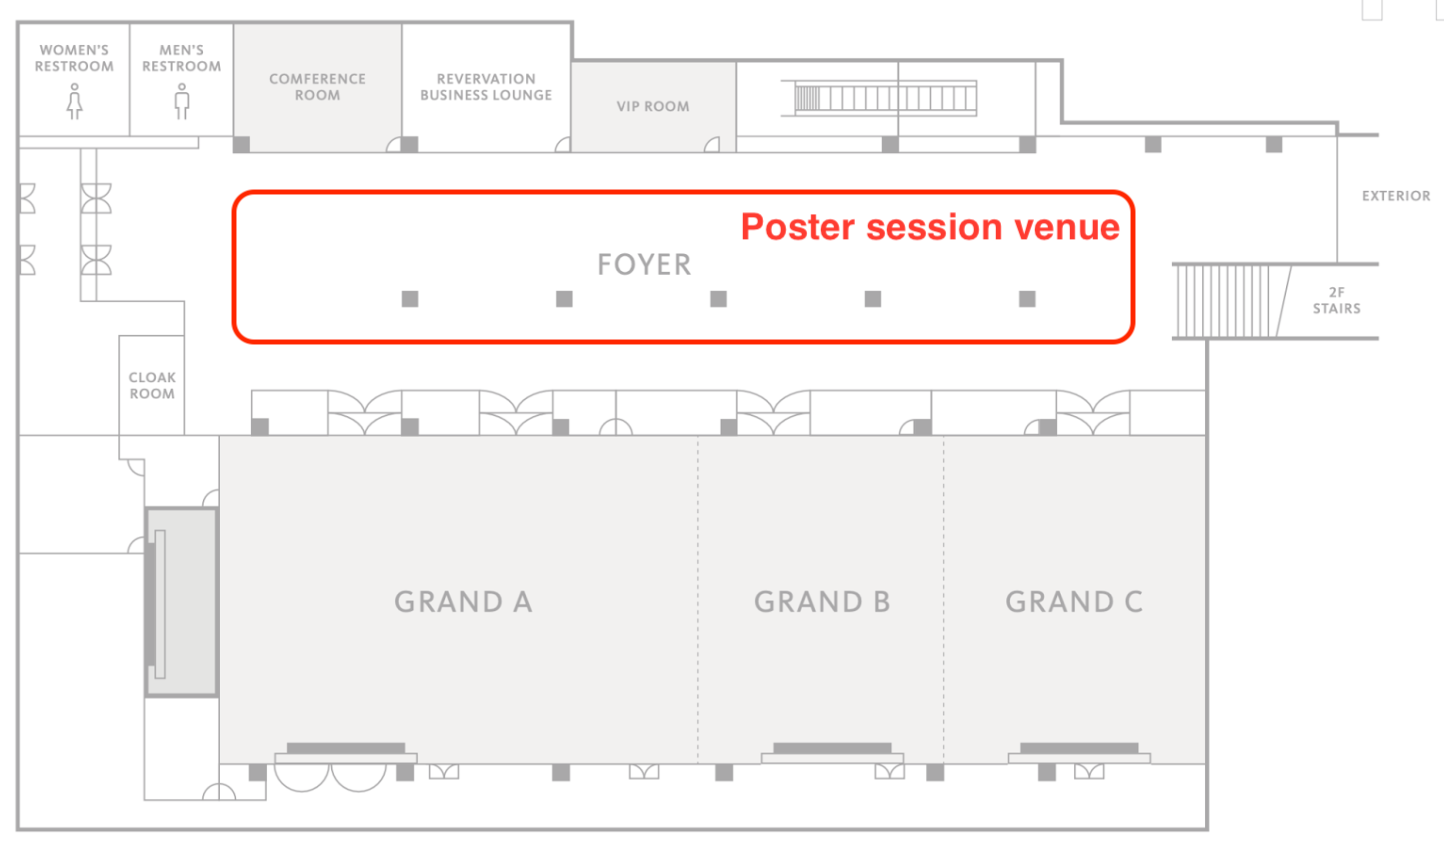 WOMEN'S
RESTROOM
MEN'S
RESTROOM
COMFERENCE
ROOM
REVERVATION
BUSINESS LOUNGE
VIP ROOM
EXTERIOR
Poster session venue
FOYER
2F
STAIRS
CLOAK
ROOM
GRAND A
GRAND B
GRAND C